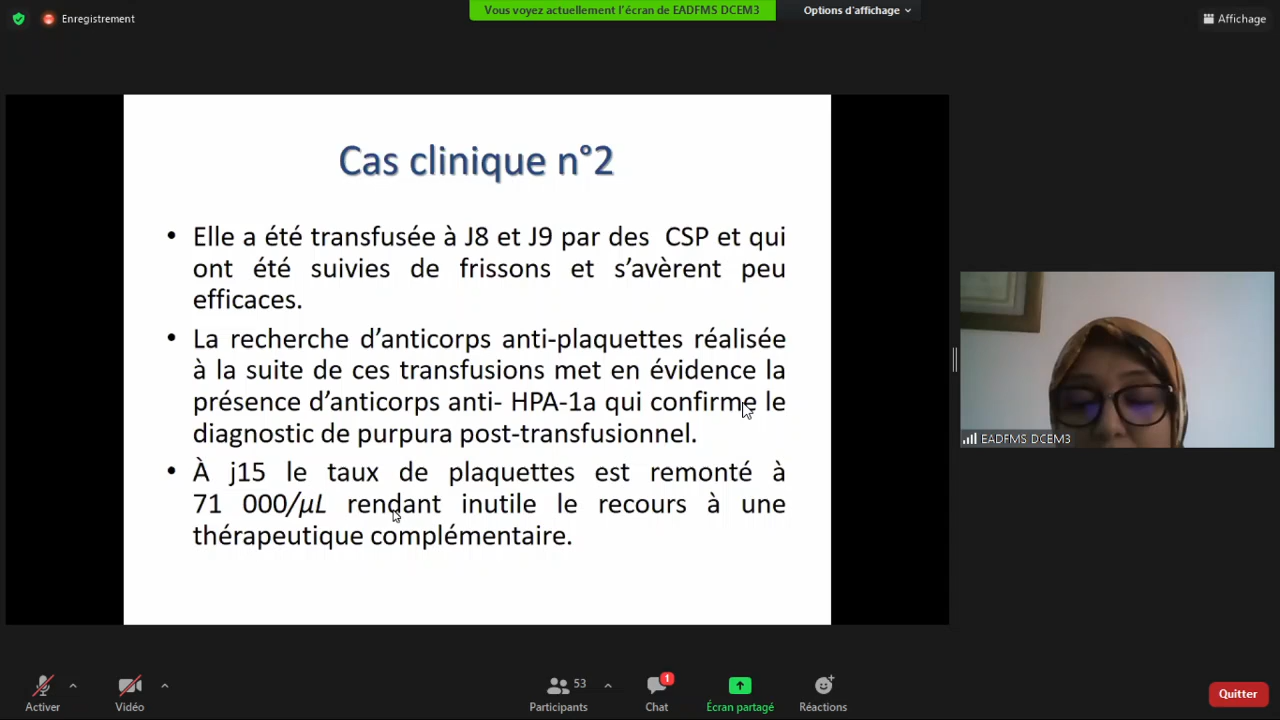 Enregistrement
Vous voyez actuellement l'écran de EADFMS DCEM3
Options d'affichage
Affichage
Cas clinique n°2
• Elle a été transfusée à J8 et J9 par des CSP et qui
ont été suivies de frissons et s’avèrent peu
efficaces.
• La recherche d’anticorps anti-plaquettes réalisée
à la suite de ces transfusions met en évidence la
présence d’anticorps anti- HPA-1a qui confirme le
diagnostic de purpura post-transfusionnel.
• À j15 le taux de plaquettes est remonté à
71 000/µL rendant inutile le recours à une
thérapeutique complémentaire.
EADFMS DCEM3
Activer
Vidéo
53
Participants
1
Chat
Écran partagé
Réactions
Quitter